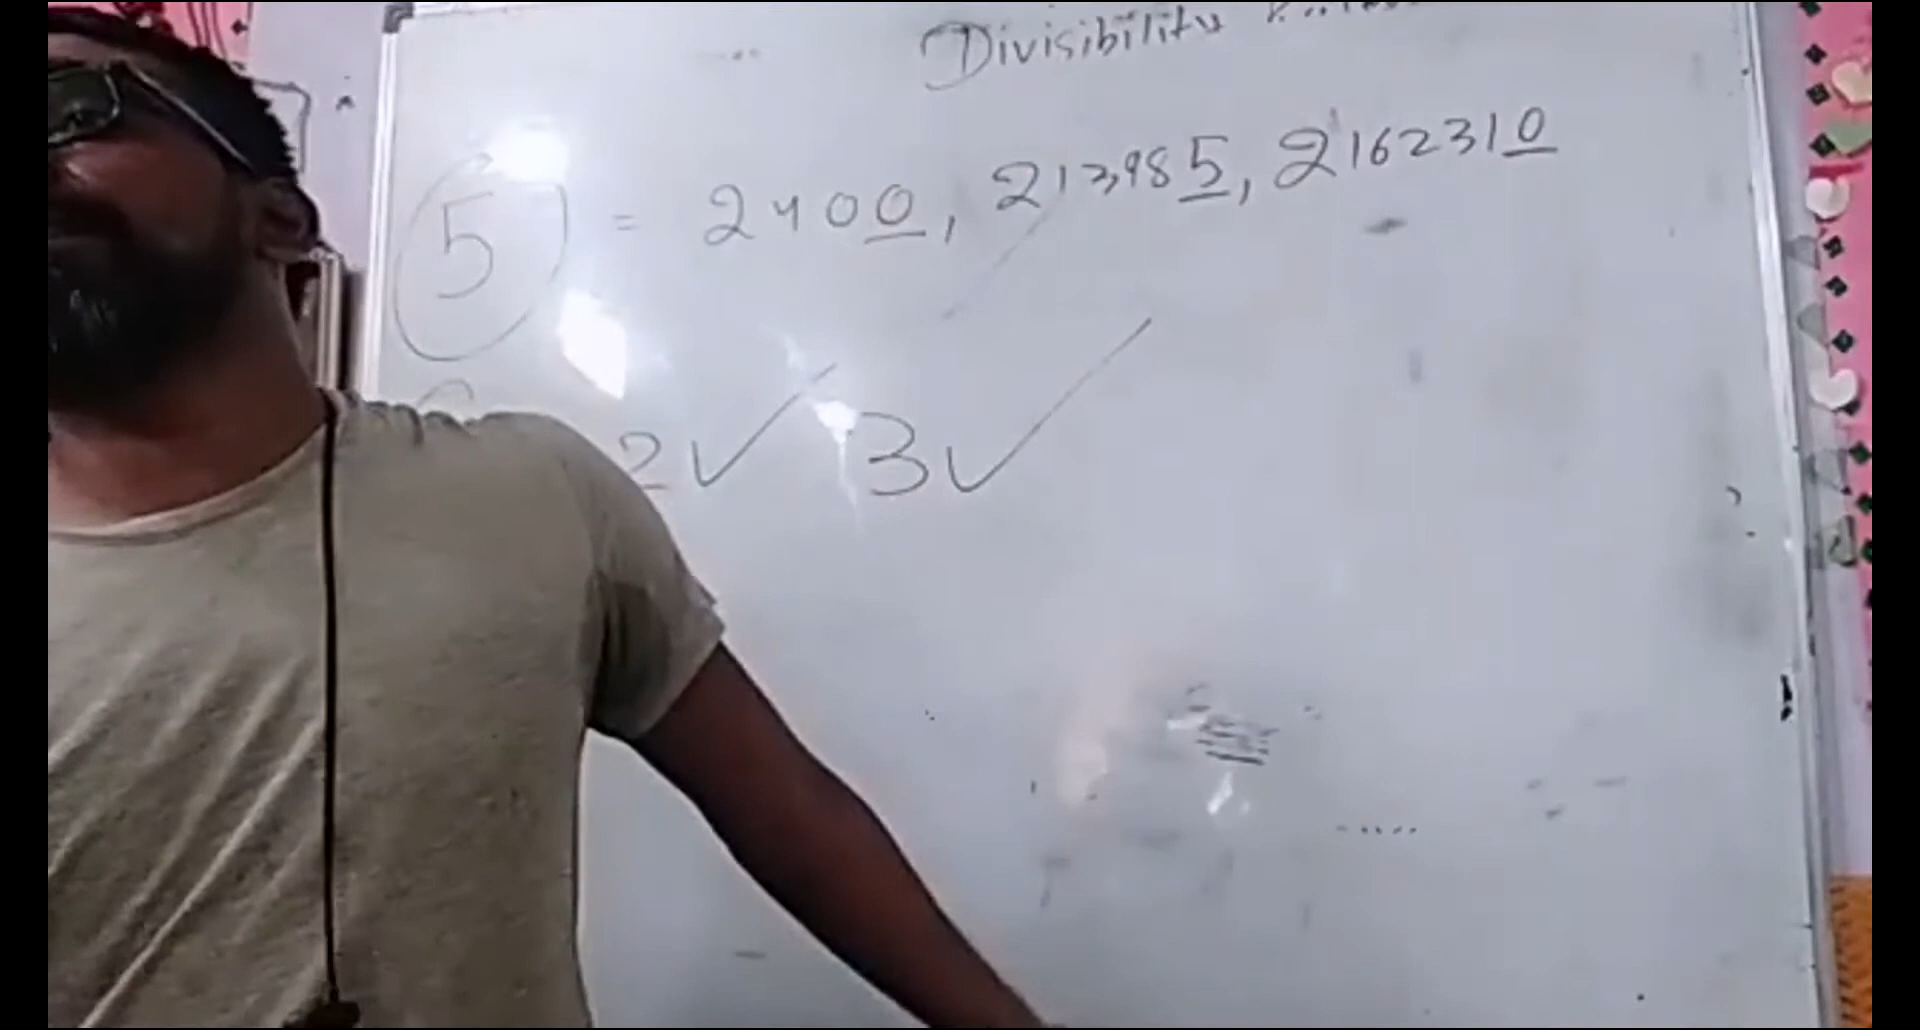 Divisibility
5 = 2400, 213985, 2162310
2 ✓ 3 ✓